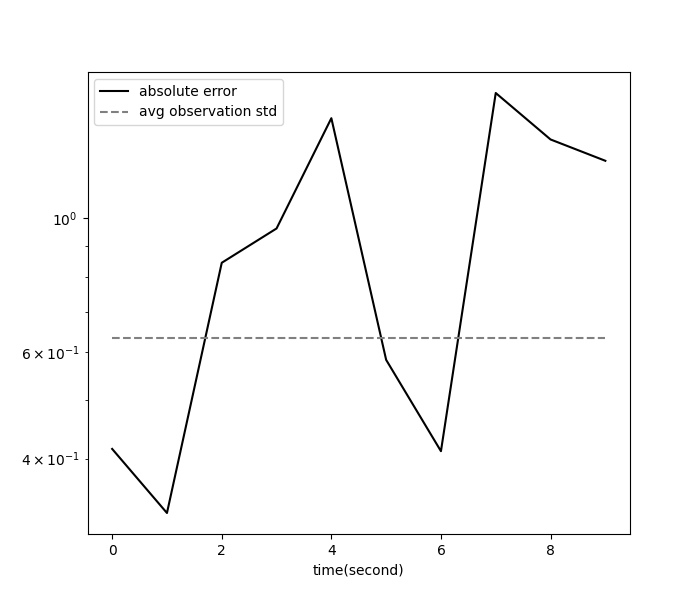 absolute error
avg observation std
10⁰
6 × 10⁻¹
4 × 10⁻¹
0 2 4 6 8
time(second)